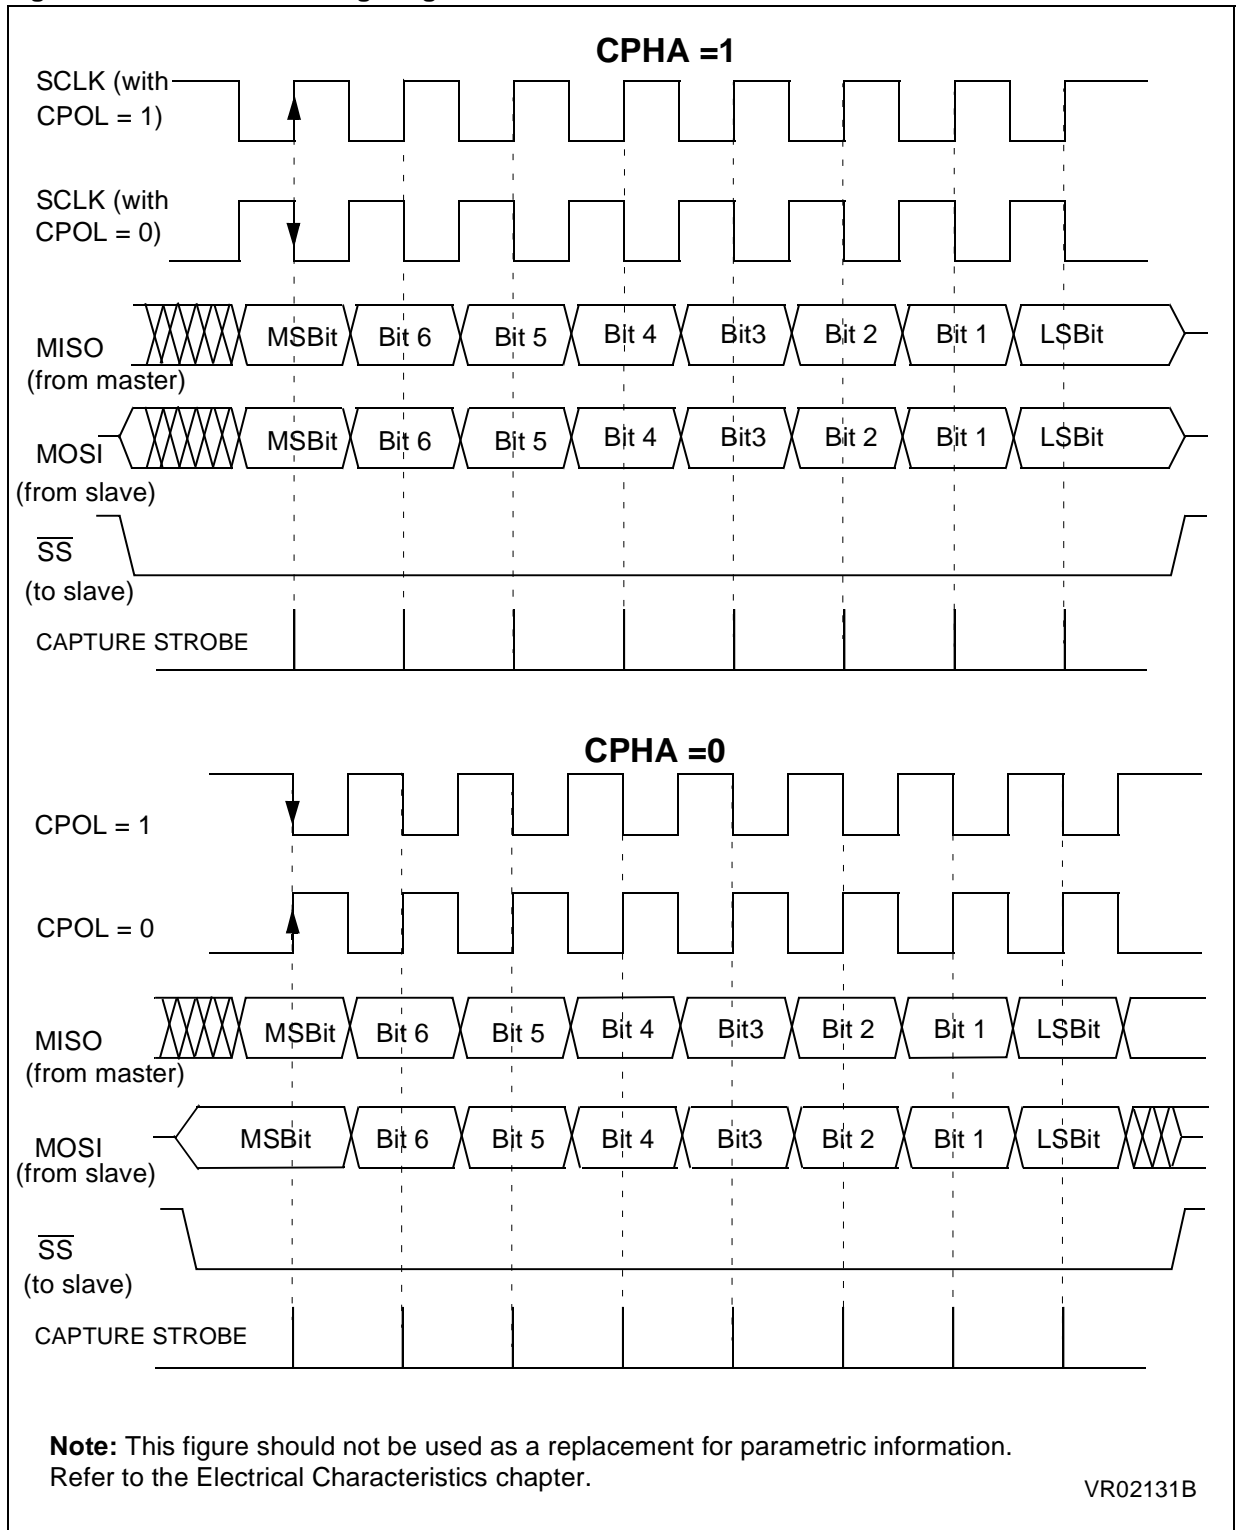 CPHA =1
SCLK (with
CPOL = 1)
SCLK (with
CPOL = 0)
MISO
(from master)
MSBit Bit 6 Bit 5 Bit 4 Bit3 Bit 2 Bit 1 LSBit
MOSI
(from slave)
MSBit Bit 6 Bit 5 Bit 4 Bit3 Bit 2 Bit 1 LSBit
SS
(to slave)
CAPTURE STROBE
CPHA =0
CPOL = 1
CPOL = 0
MISO
(from master)
MSBit Bit 6 Bit 5 Bit 4 Bit3 Bit 2 Bit 1 LSBit
MOSI
(from slave)
MSBit Bit 6 Bit 5 Bit 4 Bit3 Bit 2 Bit 1 LSBit
SS
(to slave)
CAPTURE STROBE
Note: This figure should not be used as a replacement for parametric information.
Refer to the Electrical Characteristics chapter.
VR02131B